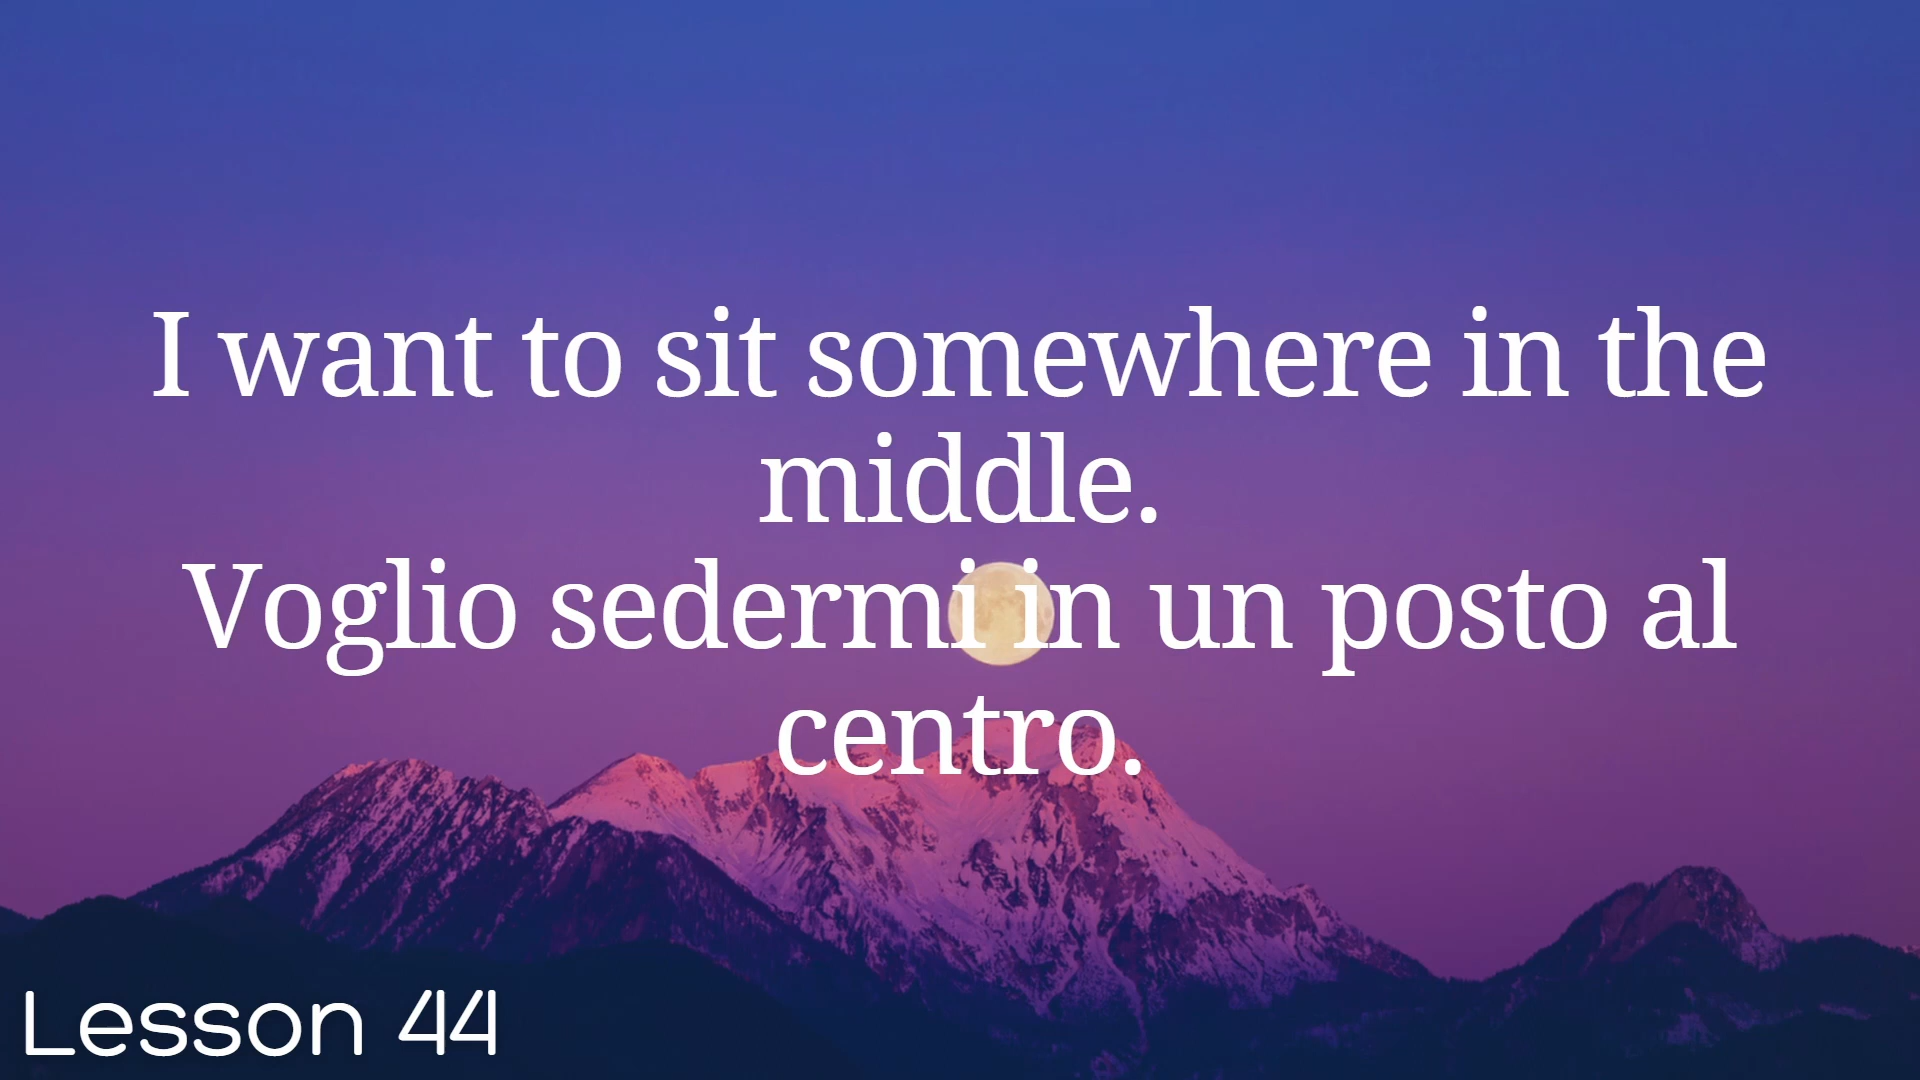 I want to sit somewhere in the
middle.
Voglio sedermi in un posto al
centro.
Lesson 44